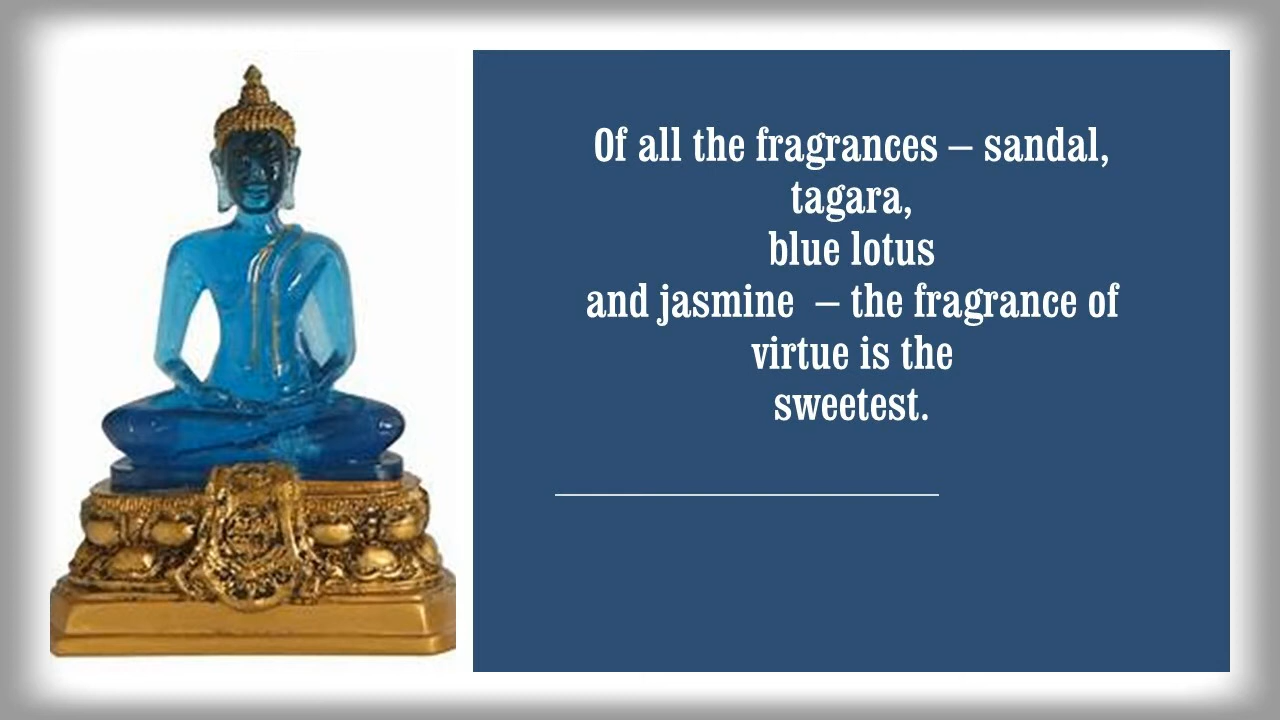 Of all the fragrances – sandal,
tagara,
blue lotus
and jasmine  – the fragrance of
virtue is the
sweetest.